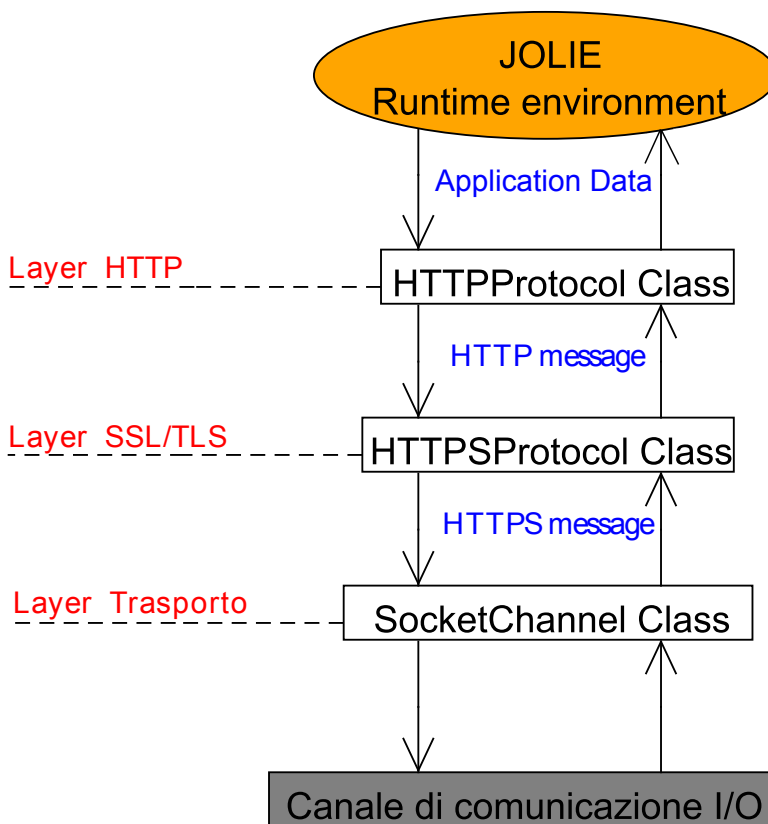 JOLIE
Runtime environment
Application Data
Layer HTTP
HTTPProtocol Class
HTTP message
Layer SSL/TLS
HTTPSProtocol Class
HTTPS message
Layer Trasporto
SocketChannel Class
Canale di comunicazione I/O